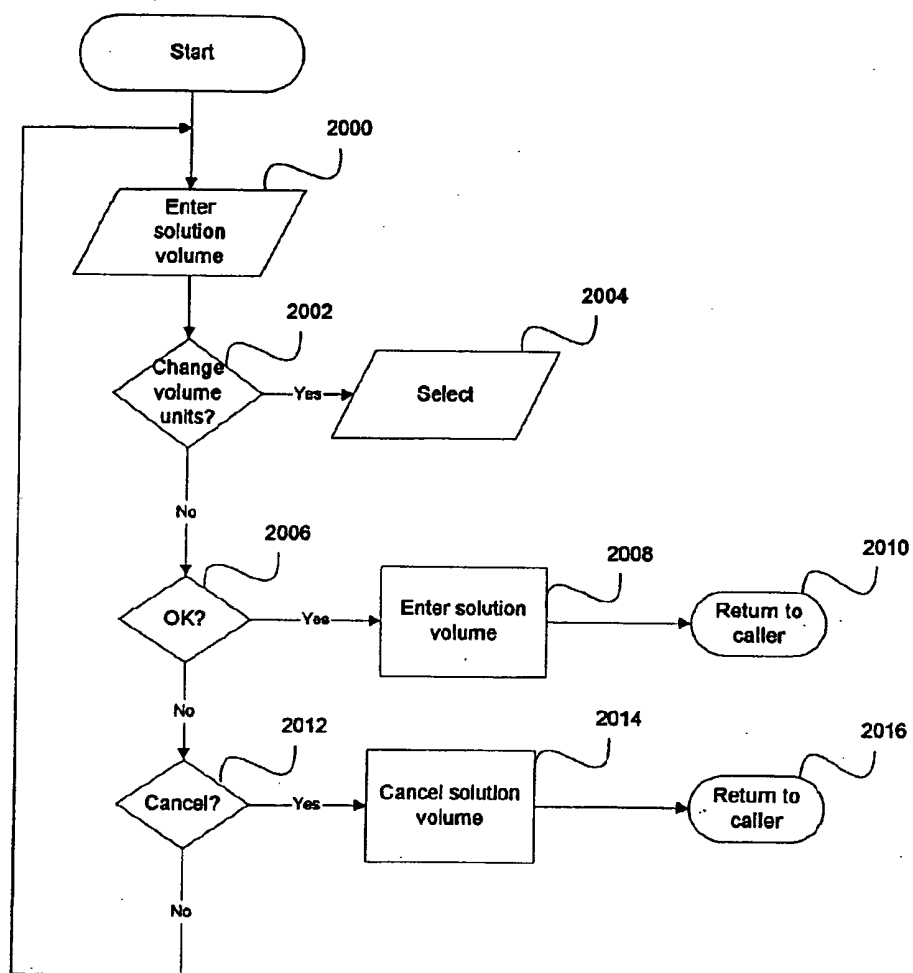 Start
2000
Enter
solution
volume
2002
Change
volume
units?
Yes
2004
Select
No
2006
OK?
Yes
2008
Enter solution
volume
2010
Return to
caller
No
2012
Cancel?
Yes
2014
Cancel solution
volume
2016
Return to
caller
No